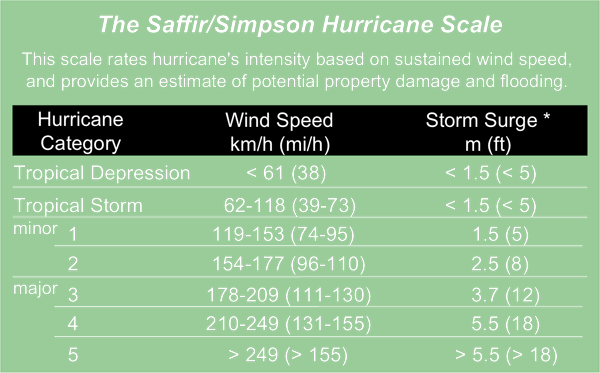 The Saffir/Simpson Hurricane Scale
This scale rates hurricane's intensity based on sustained wind speed,
and provides an estimate of potential property damage and flooding.
Hurricane Wind Speed Storm Surge *
Category km/h (mi/h) m (ft)
Tropical Depression < 61 (38) < 1.5 (< 5)
Tropical Storm 62-118 (39-73) < 1.5 (< 5)
minor 1 119-153 (74-95) 1.5 (5)
2 154-177 (96-110) 2.5 (8)
major 3 178-209 (111-130) 3.7 (12)
4 210-249 (131-155) 5.5 (18)
5 > 249 (> 155) > 5.5 (> 18)